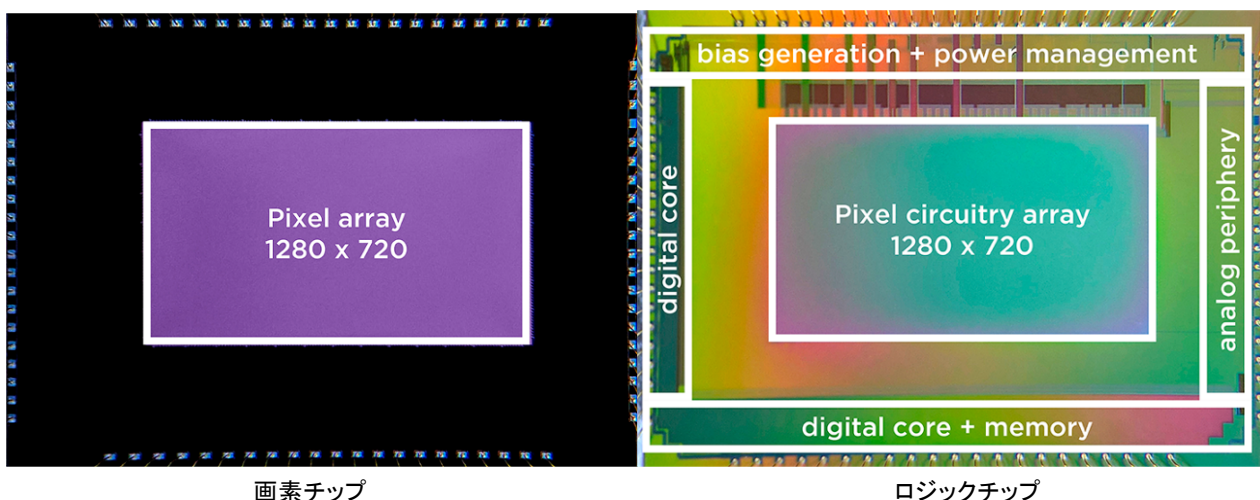 Pixel array
1280 x 720
画素チップ
bias generation + power management
digital core
Pixel circuitry array
1280 x 720
analog periphery
digital core + memory
ロジックチップ